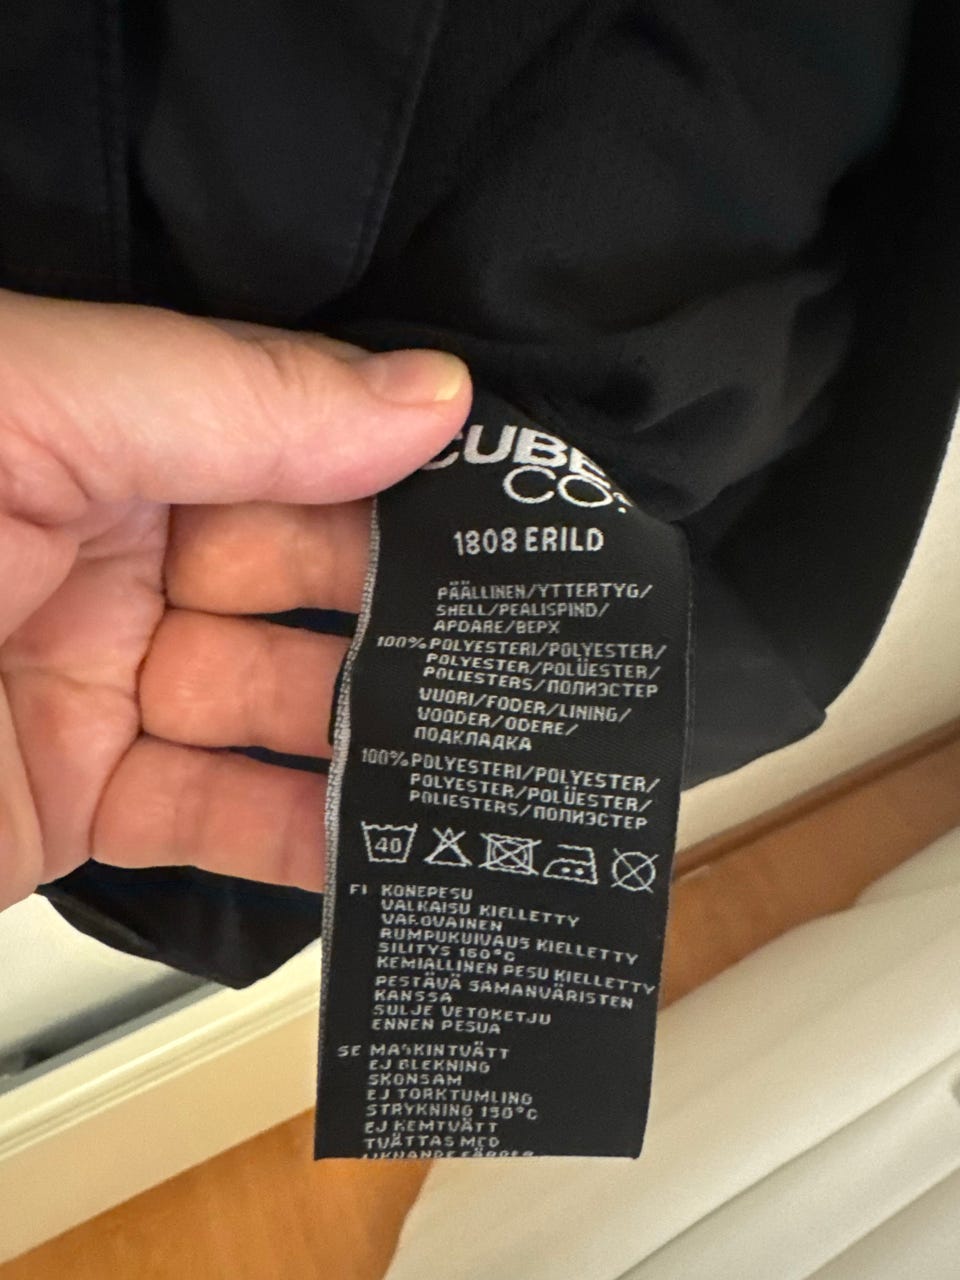 CUBE
CO.
1808 ERILD
PÄÄLLINEN/YTTERTYG/
SHELL/PEALISPIND/
APDARE/ВЕРХ
100% POLYESTERI/POLYESTER/
POLYESTER/POLÜESTER/
POLIESTERS/ПОЛИЭСТЕР
VUORI/FODER/LINING/
VOODER/ODERE/
ПОДКЛАДКА
100% POLYESTERI/POLYESTER/
POLYESTER/POLÜESTER/
POLIESTERS/ПОЛИЭСТЕР
40
FI KONEPESU
VALKAISU KIELLETTY
VAROVAINEN
RUMPUKUIVAUS KIELLETTY
SILITYS 150°C
KEMIALLINEN PESU KIELLETTY
PESTÄVÄ SAMANVÄRISTEN
KANSSA
SULJE VETOKETJU
ENNEN PESUA
SE MASKINTVÄTT
EJ BLEKNING
SKONSAM
EJ TORKTUMLING
STRYKNING 150°C
EJ KEMTVÄTT
TVÄTTAS MED
LIKNANDE FÄRGER